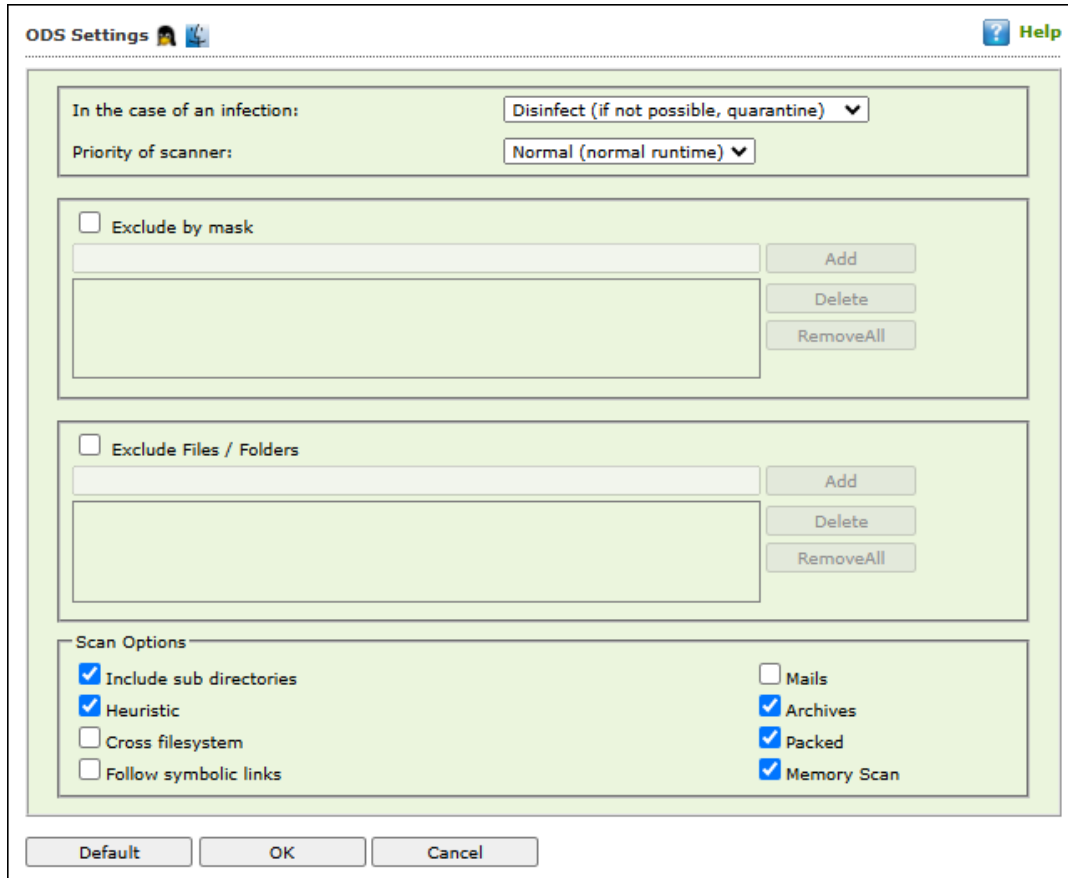 ODS Settings
? Help
In the case of an infection: Disinfect (if not possible, quarantine)
Priority of scanner: Normal (normal runtime)
Exclude by mask
Add
Delete
RemoveAll
Exclude Files / Folders
Add
Delete
RemoveAll
Scan Options
Include sub directories Mails
Heuristic Archives
Cross filesystem Packed
Follow symbolic links Memory Scan
Default OK Cancel